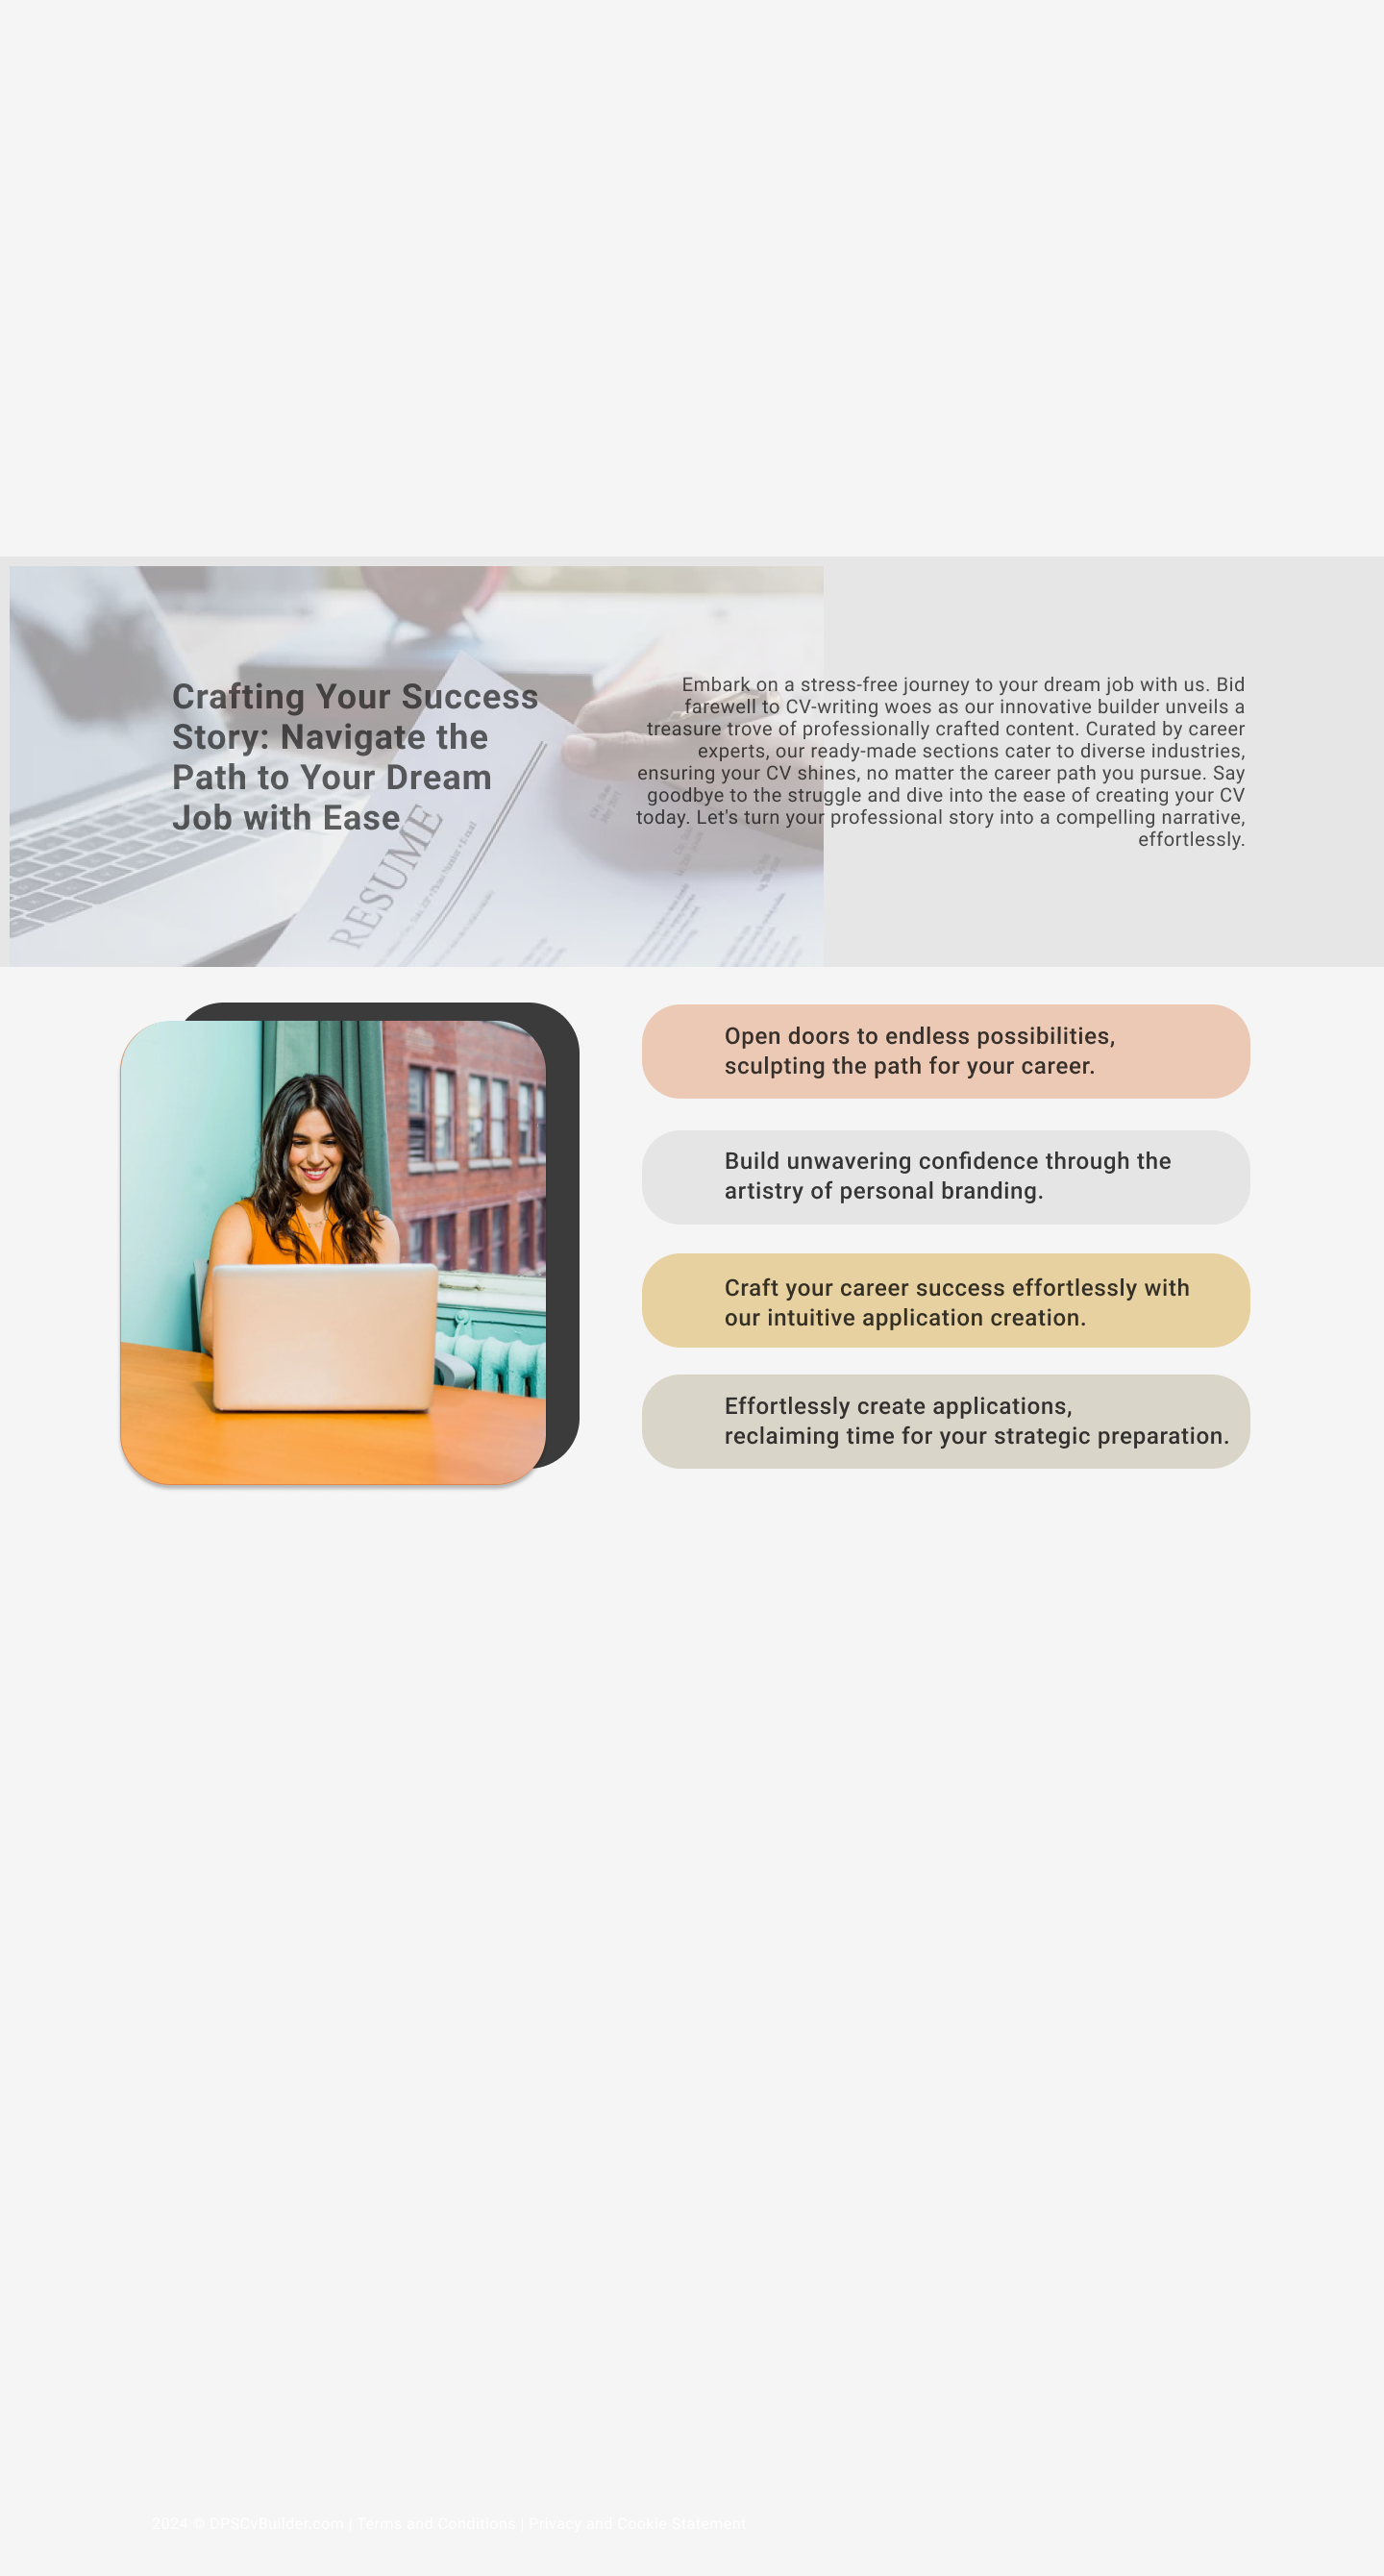 Crafting Your Success
Story: Navigate the
Path to Your Dream
Job with Ease
Embark on a stress-free journey to your dream job with us. Bid
farewell to CV-writing woes as our innovative builder unveils a
treasure trove of professionally crafted content. Curated by career
experts, our ready-made sections cater to diverse industries,
ensuring your CV shines, no matter the career path you pursue. Say
goodbye to the struggle and dive into the ease of creating your CV
today. Let's turn your professional story into a compelling narrative,
effortlessly.
RESUME
Open doors to endless possibilities,
sculpting the path for your career.
Build unwavering confidence through the
artistry of personal branding.
Craft your career success effortlessly with
our intuitive application creation.
Effortlessly create applications,
reclaiming time for your strategic preparation.
2024 © DPSCvBuilder.com | Terms and Conditions | Privacy and Cookie Statement